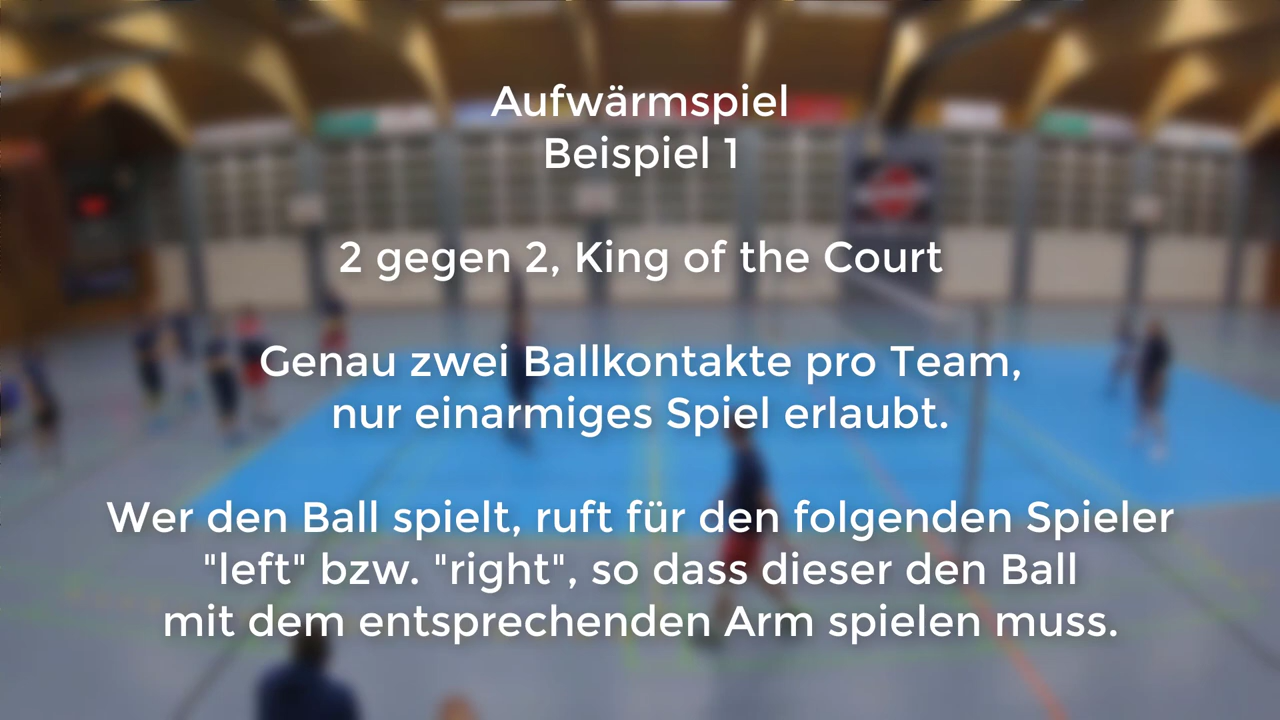 Aufwärmspiel
Beispiel 1
2 gegen 2, King of the Court
Genau zwei Ballkontakte pro Team,
nur einarmiges Spiel erlaubt.
Wer den Ball spielt, ruft für den folgenden Spieler
"left" bzw. "right", so dass dieser den Ball
mit dem entsprechenden Arm spielen muss.